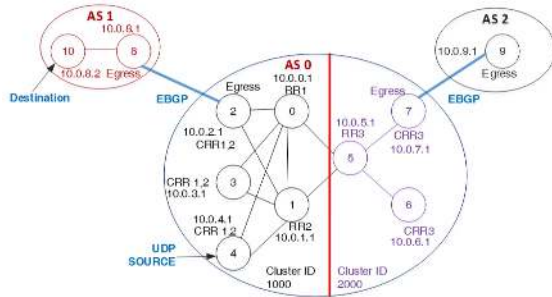 AS 1
10.0.8.1
10
8
10.0.8.2
Egress
Destination
EBGP
AS 0
10.0.0.1
RR1
Egress
2
0
10.0.2.1
CRR1,2
CRR 1,2
10.0.3.1
3
1
RR2
10.0.1.1
10.0.4.1
CRR 1,2
4
UDP
SOURCE
Cluster ID
1000
AS 2
10.0.9.1
9
Egress
EBGP
Egress
7
CRR3
10.0.7.1
10.0.5.1
RR3
5
6
CRR3
10.0.6.1
Cluster ID
2000